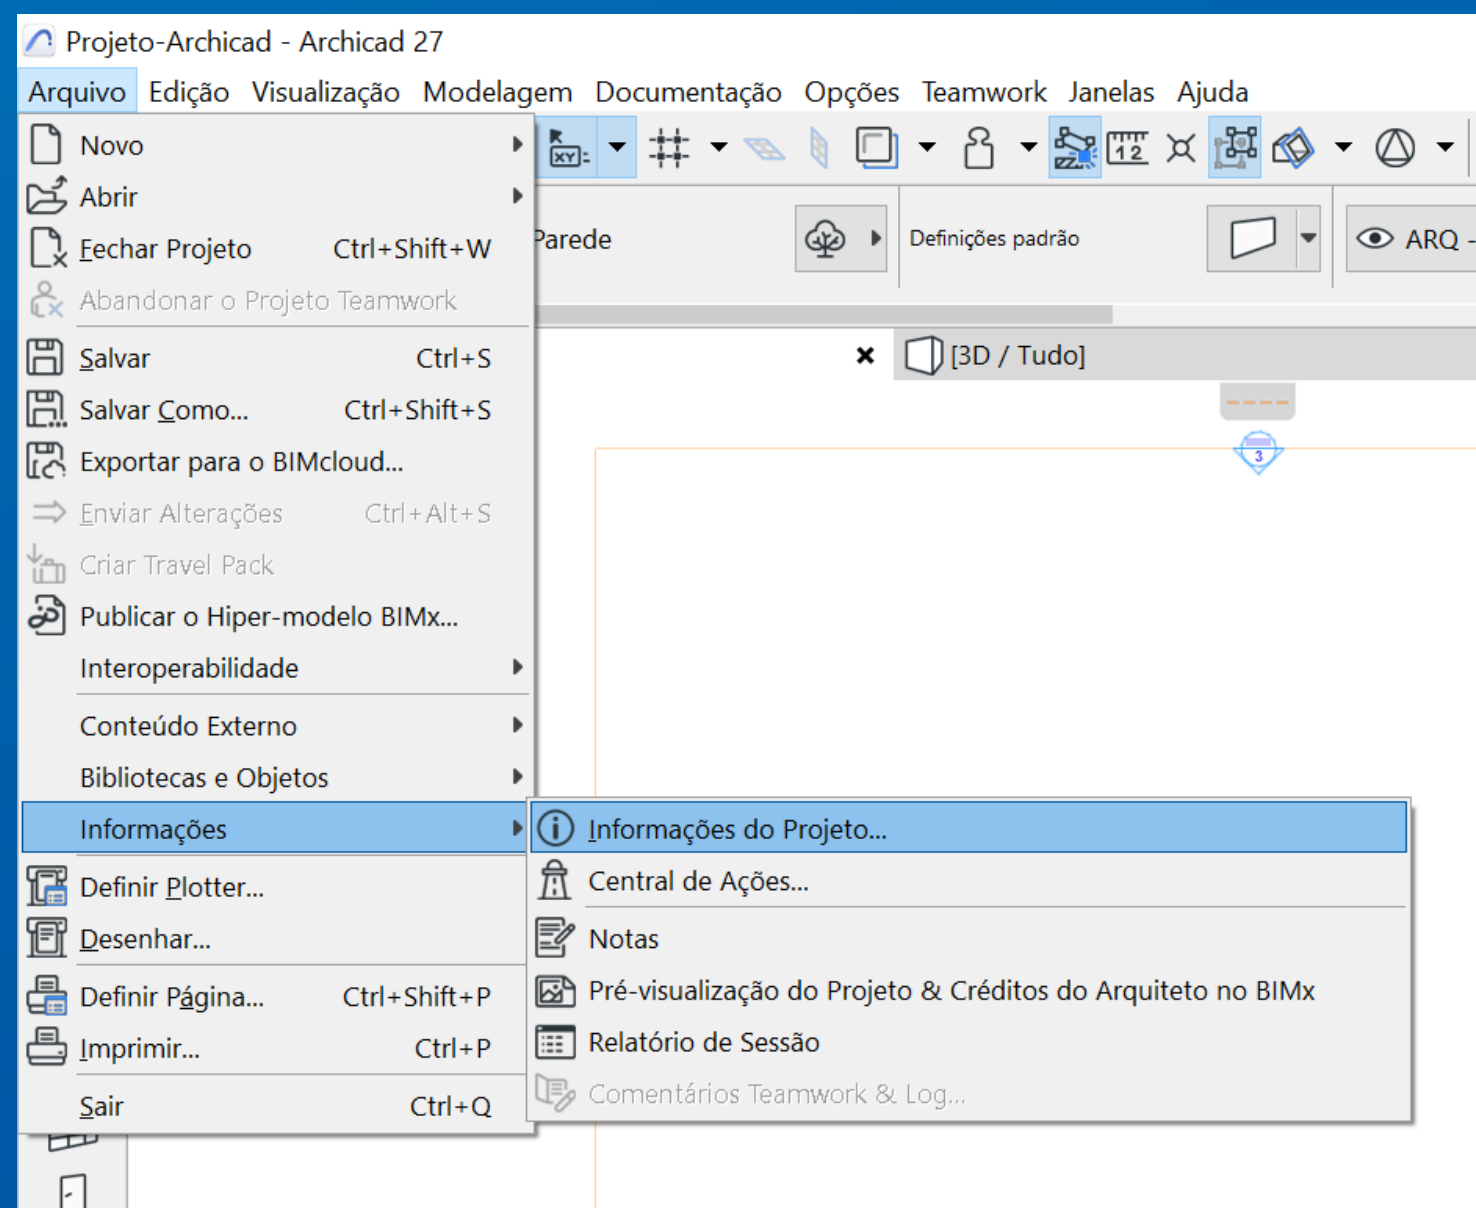 Projeto-Archicad - Archicad 27
Arquivo Edição Visualização Modelagem Documentação Opções Teamwork Janelas Ajuda
Novo
Abrir
Fechar Projeto Ctrl+Shift+W
Abandonar o Projeto Teamwork
Salvar Ctrl+S
Salvar Como... Ctrl+Shift+S
Exportar para o BIMcloud...
Enviar Alterações Ctrl+Alt+S
Criar Travel Pack
Publicar o Hiper-modelo BIMx...
Interoperabilidade
Conteúdo Externo
Bibliotecas e Objetos
Informações
Definir Plotter...
Desenhar...
Definir Página... Ctrl+Shift+P
Imprimir... Ctrl+P
Sair Ctrl+Q
XY:
1 2
Parede
Definições padrão
ARQ -
[3D / Tudo]
3
Informações do Projeto...
Central de Ações...
Notas
Pré-visualização do Projeto & Créditos do Arquiteto no BIMx
Relatório de Sessão
Comentários Teamwork & Log...